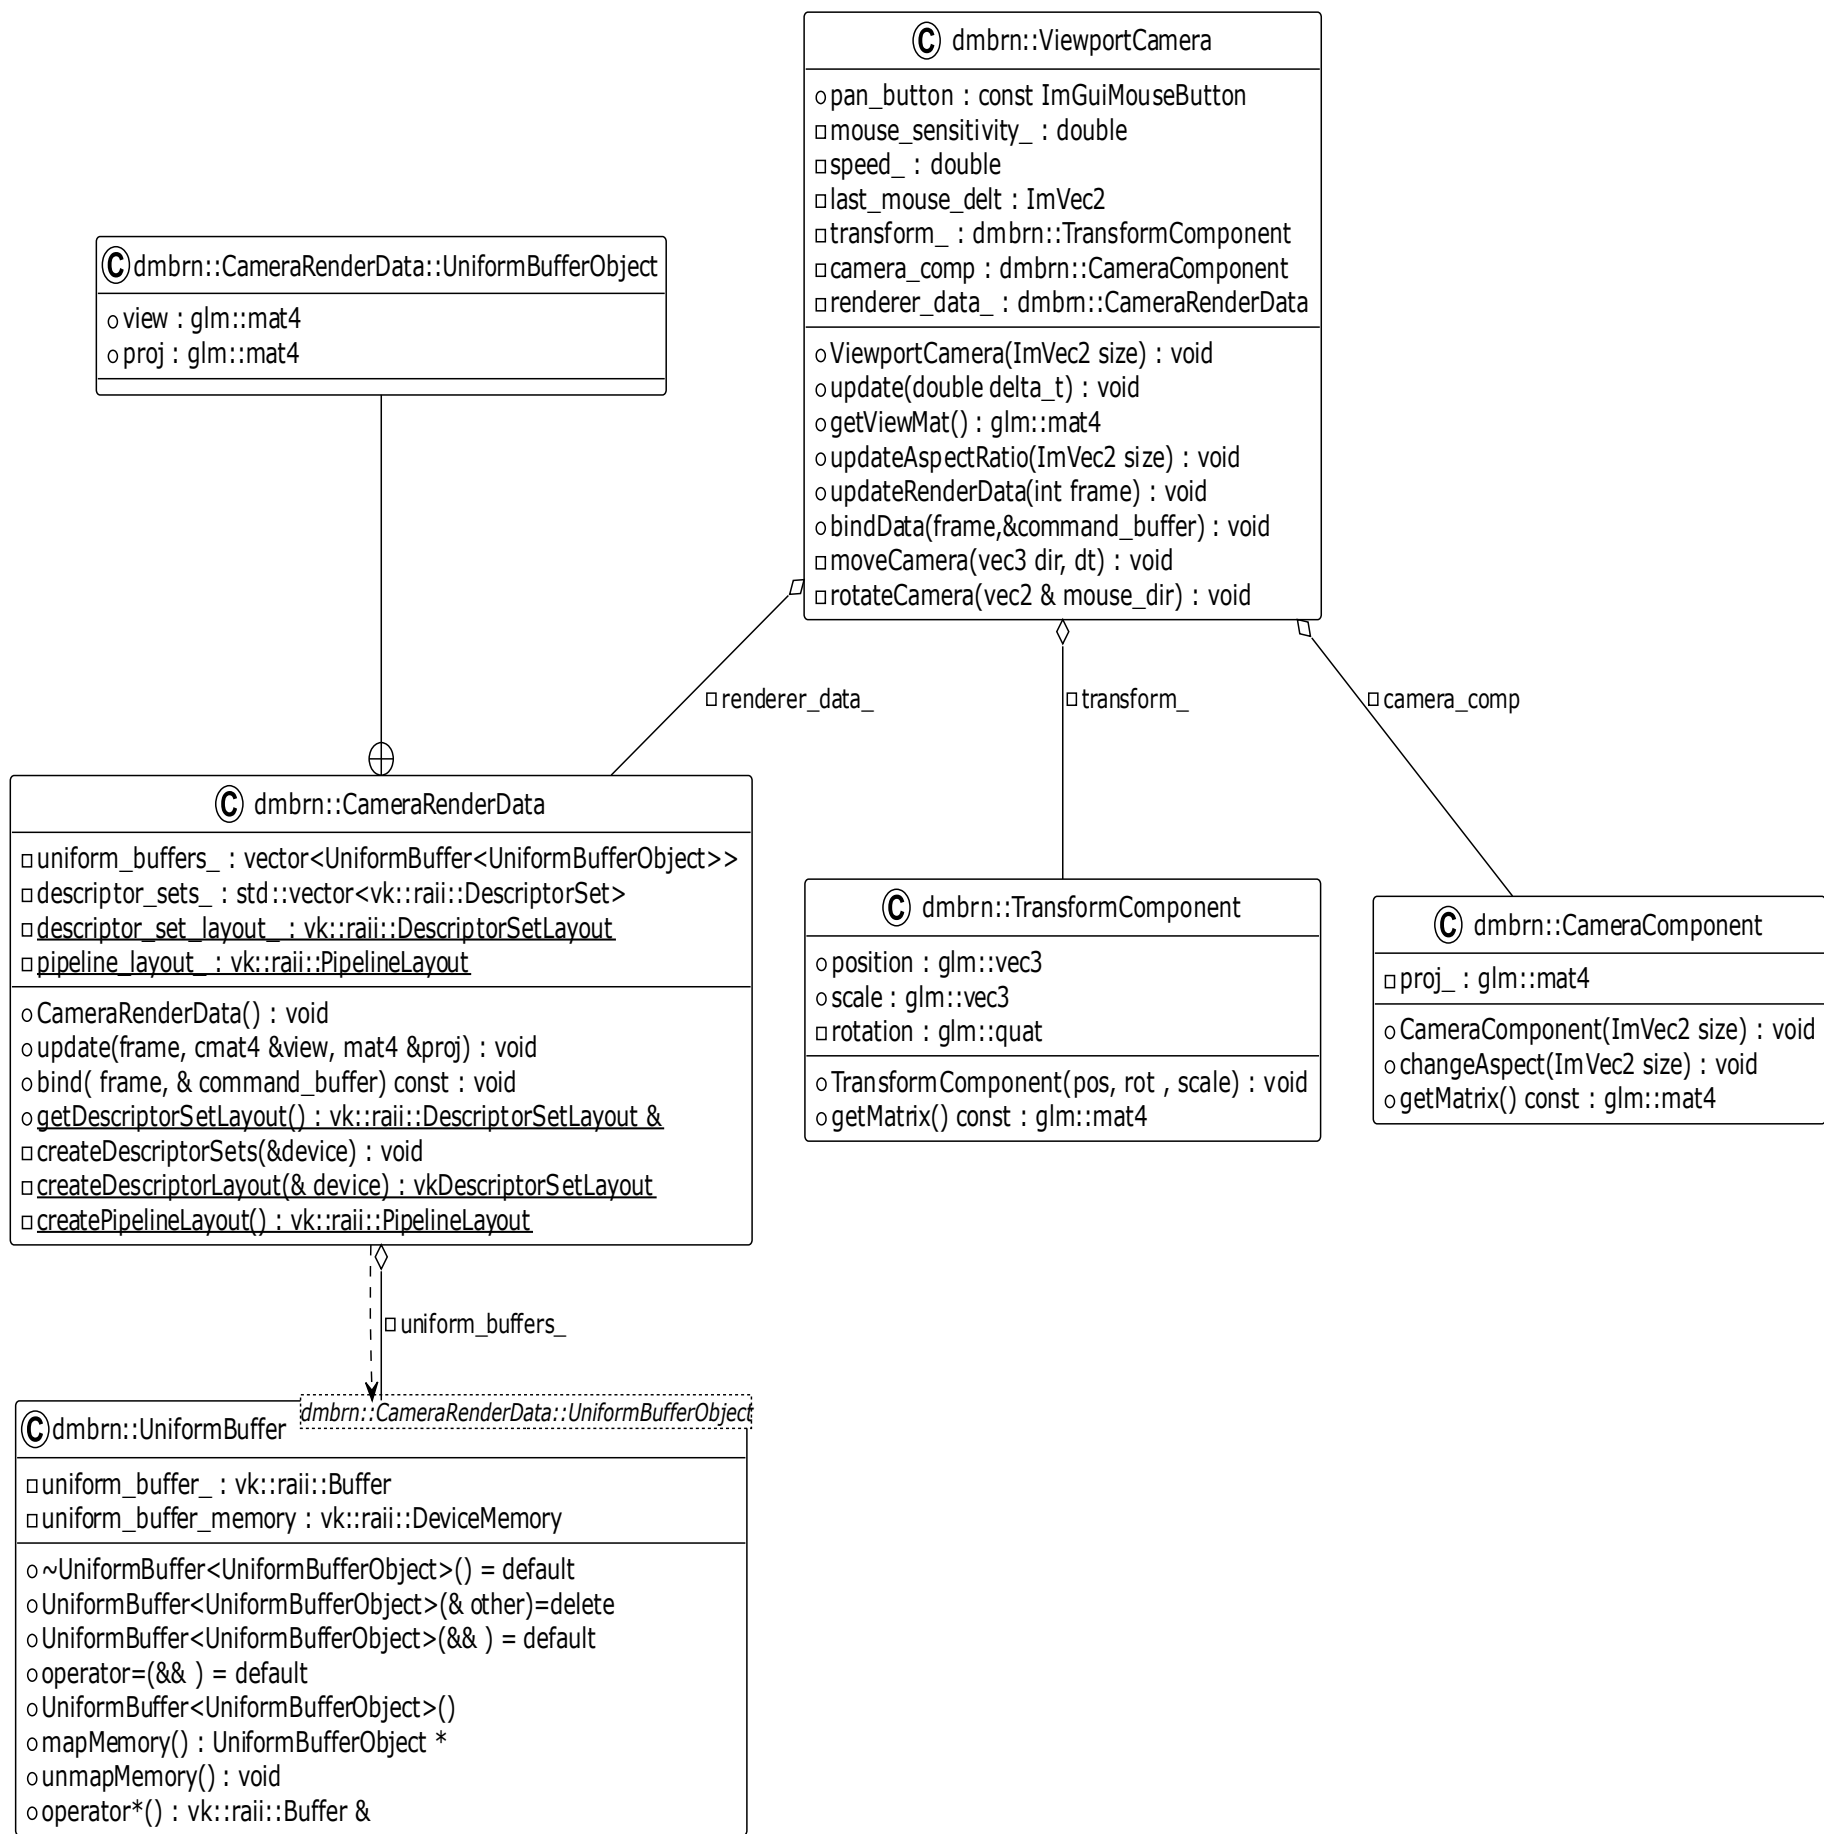 C dmbrn::ViewportCamera
pan_button : const ImGuiMouseButton
mouse_sensitivity_ : double
speed_ : double
last_mouse_delt : ImVec2
transform_ : dmbrn::TransformComponent
camera_comp : dmbrn::CameraComponent
renderer_data_ : dmbrn::CameraRenderData
ViewportCamera(ImVec2 size) : void
update(double delta_t) : void
getViewMat() : glm::mat4
updateAspectRatio(ImVec2 size) : void
updateRenderData(int frame) : void
bindData(frame,&command_buffer) : void
moveCamera(vec3 dir, dt) : void
rotateCamera(vec2 & mouse_dir) : void
C dmbrn::CameraRenderData::UniformBufferObject
view : glm::mat4
proj : glm::mat4
renderer_data_
transform_
camera_comp
C dmbrn::CameraRenderData
uniform_buffers_ : vector<UniformBuffer<UniformBufferObject>>
descriptor_sets_ : std::vector<vk::raii::DescriptorSet>
descriptor_set_layout_ : vk::raii::DescriptorSetLayout
pipeline_layout_ : vk::raii::PipelineLayout
CameraRenderData() : void
update(frame, cmat4 &view, mat4 &proj) : void
bind( frame, & command_buffer) const : void
getDescriptorSetLayout() : vk::raii::DescriptorSetLayout &
createDescriptorSets(&device) : void
createDescriptorLayout(& device) : vkDescriptorSetLayout
createPipelineLayout() : vk::raii::PipelineLayout
C dmbrn::TransformComponent
position : glm::vec3
scale : glm::vec3
rotation : glm::quat
TransformComponent(pos, rot , scale) : void
getMatrix() const : glm::mat4
C dmbrn::CameraComponent
proj_ : glm::mat4
CameraComponent(ImVec2 size) : void
changeAspect(ImVec2 size) : void
getMatrix() const : glm::mat4
uniform_buffers_
dmbrn::CameraRenderData::UniformBufferObject
C dmbrn::UniformBuffer
uniform_buffer_ : vk::raii::Buffer
uniform_buffer_memory : vk::raii::DeviceMemory
~UniformBuffer<UniformBufferObject>() = default
UniformBuffer<UniformBufferObject>(& other)=delete
UniformBuffer<UniformBufferObject>(&& ) = default
operator=(&& ) = default
UniformBuffer<UniformBufferObject>()
mapMemory() : UniformBufferObject *
unmapMemory() : void
operator*() : vk::raii::Buffer &